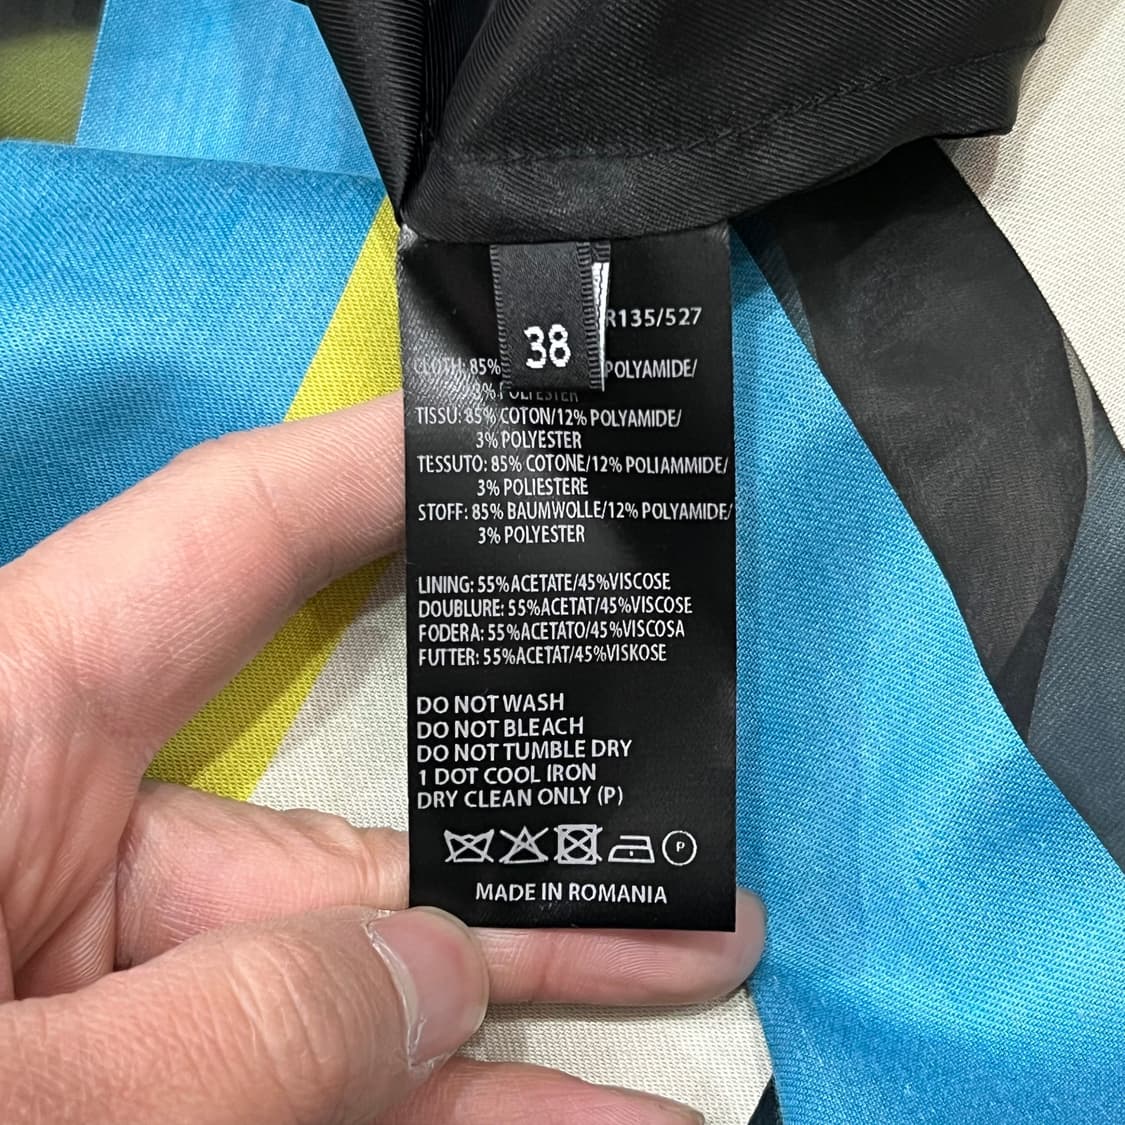 38
R135/527
CLOTH: 85% POLYAMIDE/
3% POLYESTER
TISSU: 85% COTON/12% POLYAMIDE/
3% POLYESTER
TESSUTO: 85% COTONE/12% POLIAMMIDE/
3% POLIESTERE
STOFF: 85% BAUMWOLLE/12% POLYAMIDE/
3% POLYESTER
LINING: 55%ACETATE/45%VISCOSE
DOUBLURE: 55%ACETAT/45%VISCOSE
FODERA: 55%ACETATO/45%VISCOSA
FUTTER: 55%ACETAT/45%VISKOSE
DO NOT WASH
DO NOT BLEACH
DO NOT TUMBLE DRY
1 DOT COOL IRON
DRY CLEAN ONLY (P)
P
MADE IN ROMANIA